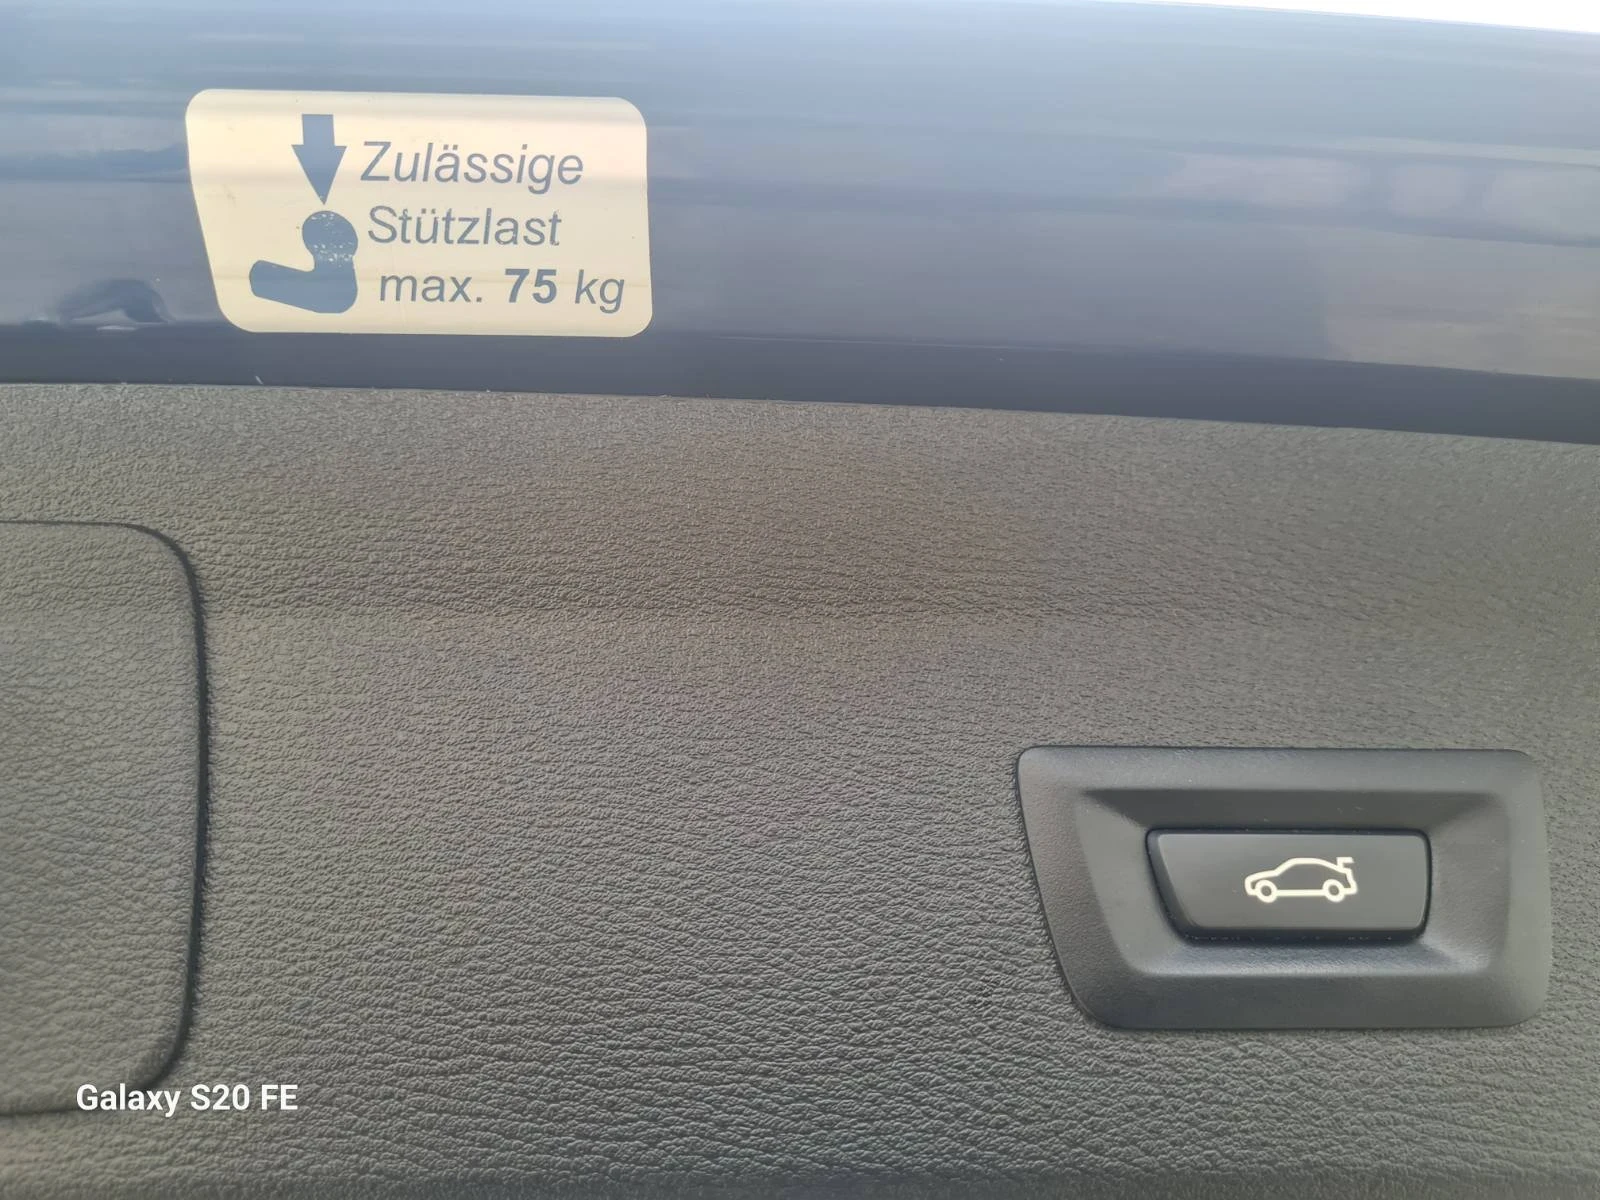 Zulässige
Stützlast
max. 75 kg
Galaxy S20 FE